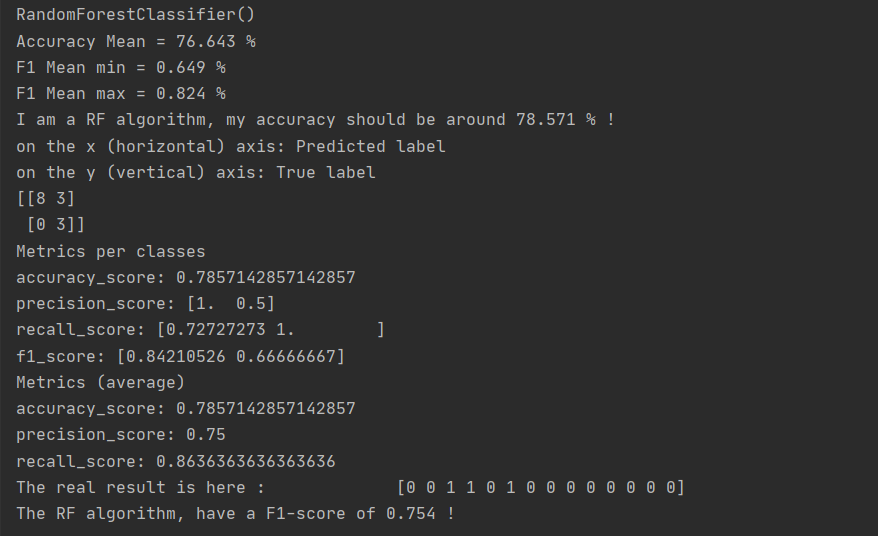 RandomForestClassifier()
Accuracy Mean = 76.643 %
F1 Mean min = 0.649 %
F1 Mean max = 0.824 %
I am a RF algorithm, my accuracy should be around 78.571 % !
on the x (horizontal) axis: Predicted label
on the y (vertical) axis: True label
[[8 3]
 [0 3]]
Metrics per classes
accuracy_score: 0.7857142857142857
precision_score: [1.  0.5]
recall_score: [0.72727273 1.        ]
f1_score: [0.84210526 0.66666667]
Metrics (average)
accuracy_score: 0.7857142857142857
precision_score: 0.75
recall_score: 0.8636363636363636
The real result is here :             [0 0 1 1 0 1 0 0 0 0 0 0 0 0]
The RF algorithm, have a F1-score of 0.754 !